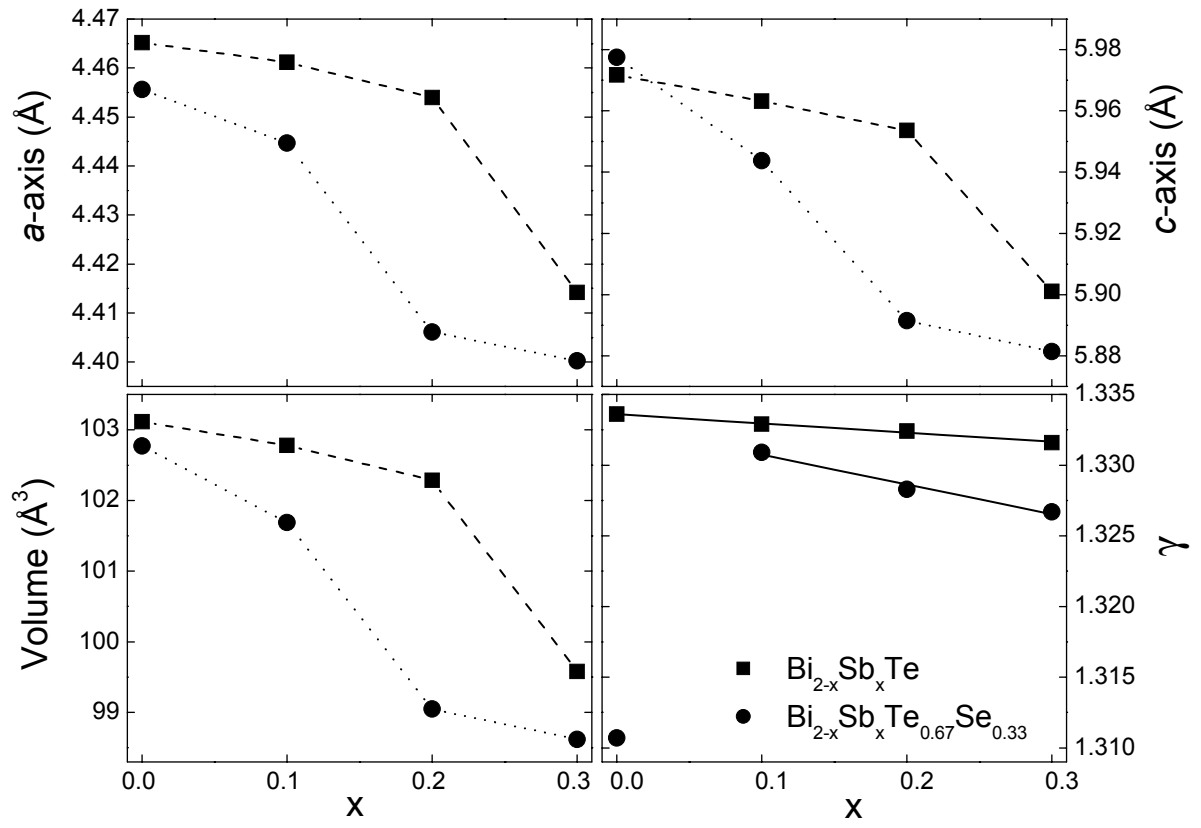 4.47
4.46
4.45
4.44
4.43
4.42
4.41
4.40
a-axis (Å)
5.98
5.96
5.94
5.92
5.90
5.88
c-axis (Å)
103
102
101
100
99
Volume (Å³)
0.0 0.1 0.2 0.3
x
1.335
1.330
1.325
1.320
1.315
1.310
γ
Bi₂₋ₓSbₓTe
Bi₂₋ₓSbₓTe₀.₆₇Se₀.₃₃
0.0 0.1 0.2 0.3
x